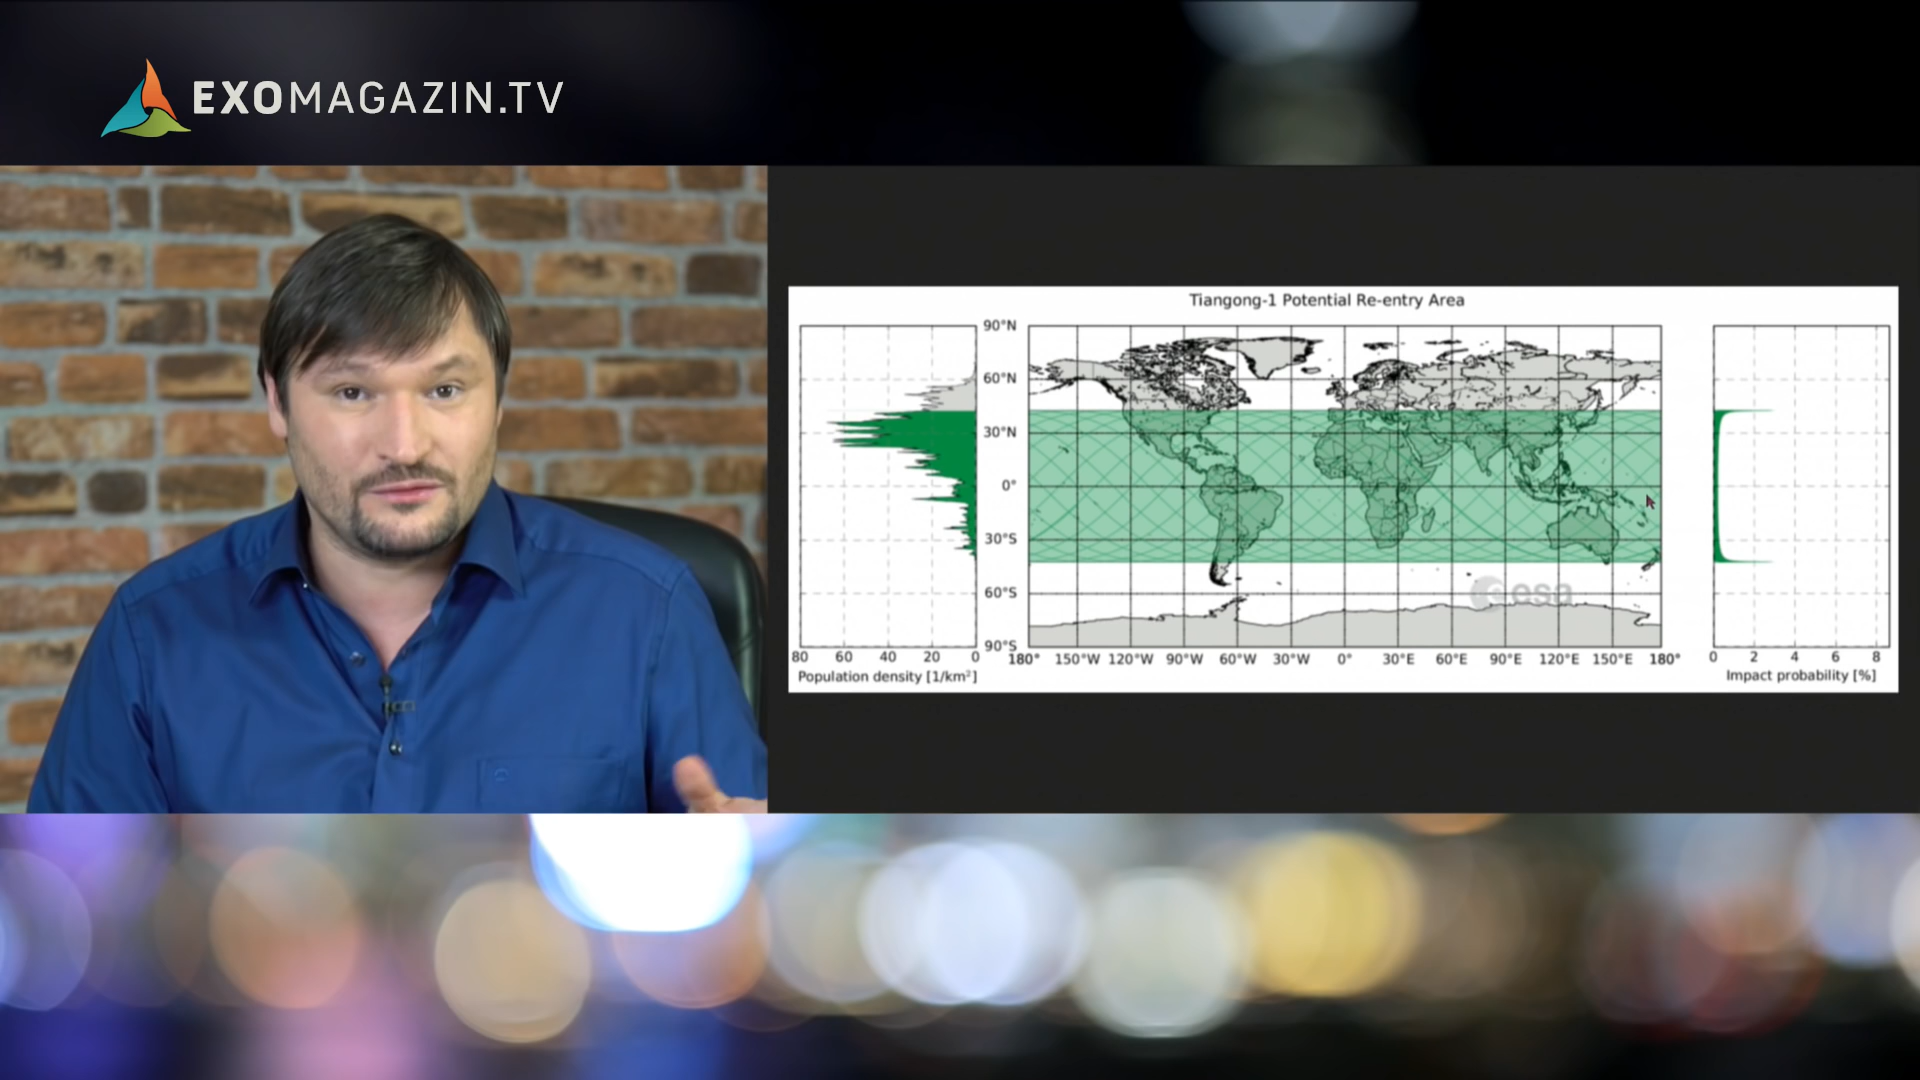 EXOMAGAZIN.TV
Tiangong-1 Potential Re-entry Area
90°N
60°N
30°N
0°
30°S
60°S
90°S
esa
80 60 40 20 0
180° 150°W 120°W 90°W 60°W 30°W 0° 30°E 60°E 90°E 120°E 150°E 180°
0 2 4 6 8
Population density [1/km²]
Impact probability [%]